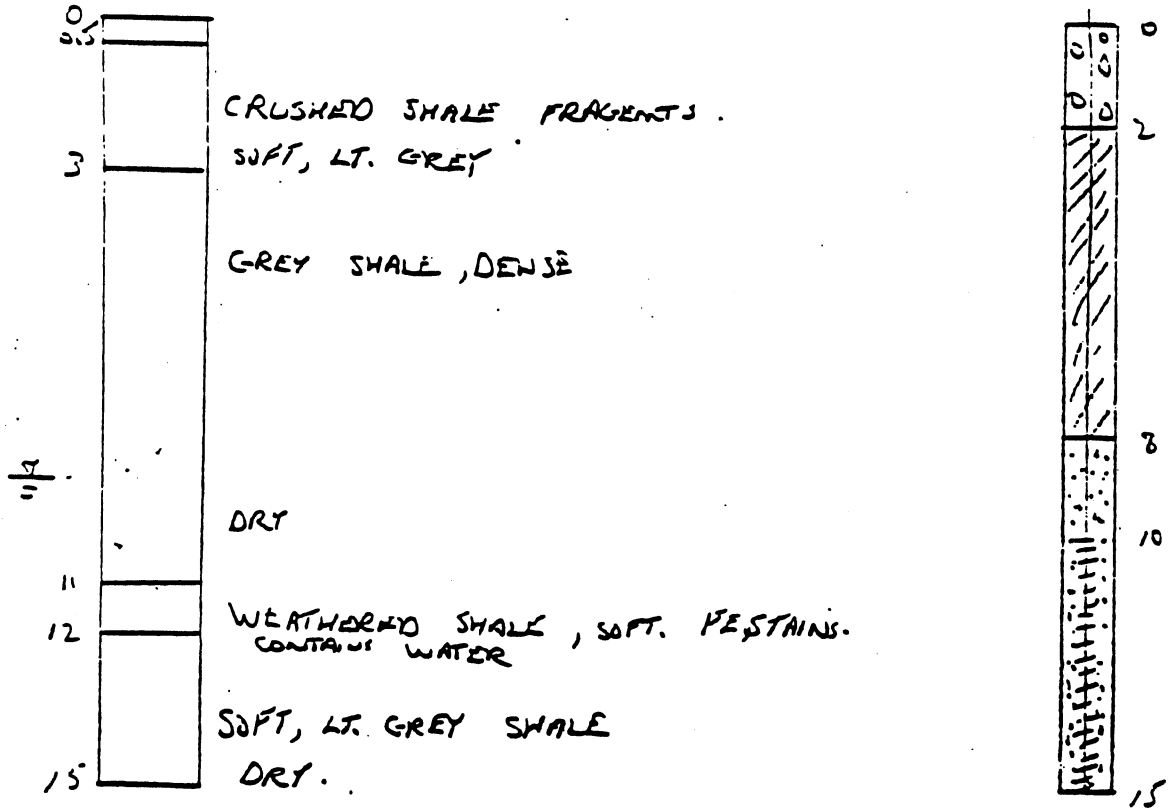 0
0.5
CRUSHED SHALE FRAGENTS.
SOFT, LT. GREY
3
GREY SHALE, DENSE
DRY
11
WEATHERED SHALE, SOFT. FE STAINS.
CONTAINS WATER
12
SOFT, LT. GREY SHALE
DRY.
15
0
2
8
10
15